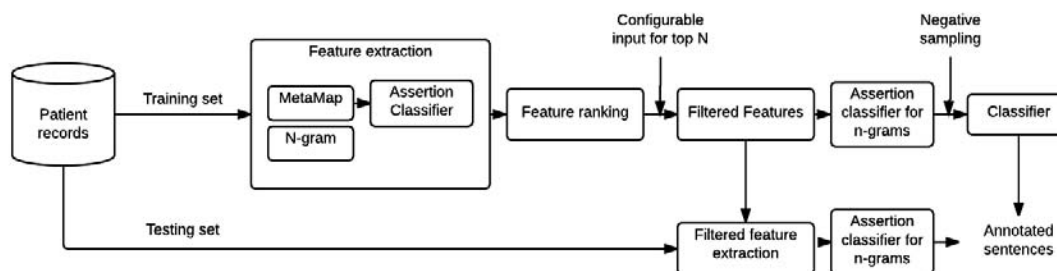 Configurable
input for top N
Negative
sampling
Feature extraction
Patient
records
Training set
MetaMap
Assertion
Classifier
N-gram
Feature ranking
Filtered Features
Assertion
classifier for
n-grams
Classifier
Testing set
Filtered feature
extraction
Assertion
classifier for
n-grams
Annotated
sentences